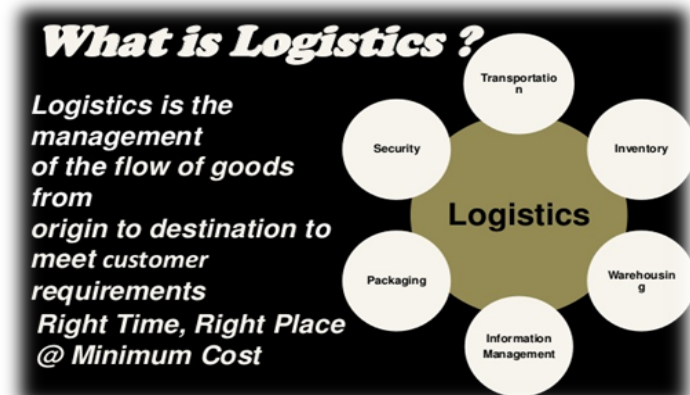 What is Logistics ?
Logistics is the
management
of the flow of goods
from
origin to destination to
meet customer
requirements
Right Time, Right Place
@ Minimum Cost
Transportatio
n
Security
Inventory
Logistics
Packaging
Warehousin
g
Information
Management